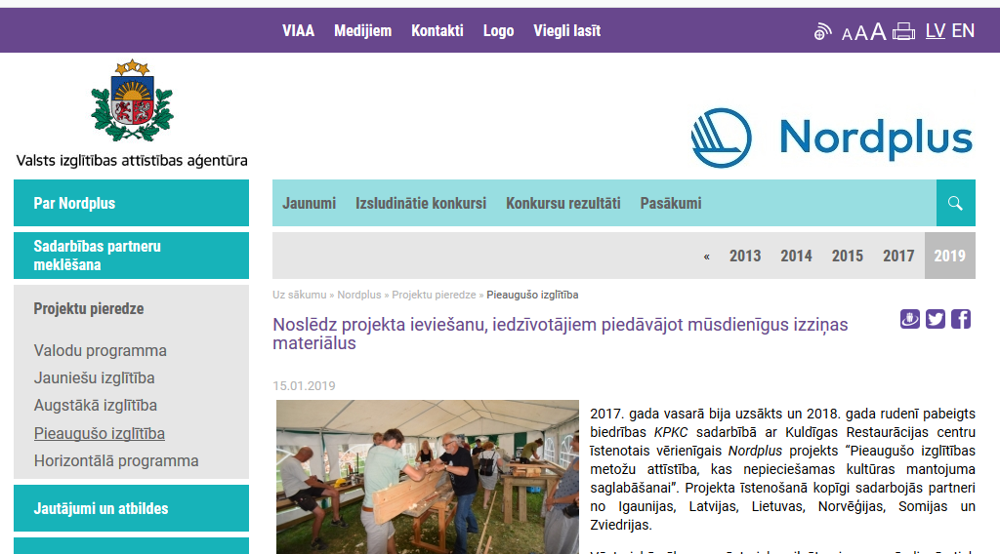 VIAA Medijiem Kontakti Logo Viegli lasīt
A A A LV EN
Valsts izglītības attīstības aģentūra
Nordplus
Par Nordplus
Sadarbības partneru
meklēšana
Projektu pieredze
Valodu programma
Jauniešu izglītība
Augstākā izglītība
Pieaugušo izglītība
Horizontālā programma
Jautājumi un atbildes
Jaunumi Izsludinātie konkursi Konkursu rezultāti Pasākumi
« 2013 2014 2015 2017 2019
Uz sākumu » Nordplus » Projektu pieredze » Pieaugušo izglītība
Noslēdz projekta ieviešanu, iedzīvotājiem piedāvājot mūsdienīgus izziņas
materiālus
15.01.2019
2017. gada vasarā bija uzsākts un 2018. gada rudenī pabeigts
biedrības KPKC sadarbībā ar Kuldīgas Restaurācijas centru
īstenotais vērienīgais Nordplus projekts “Pieaugušo izglītības
metožu attīstība, kas nepieciešamas kultūras mantojuma
saglabāšanai”. Projekta īstenošanā kopīgi sadarbojās partneri
no Igaunijas, Latvijas, Lietuvas, Norvēģijas, Somijas un
Zviedrijas.